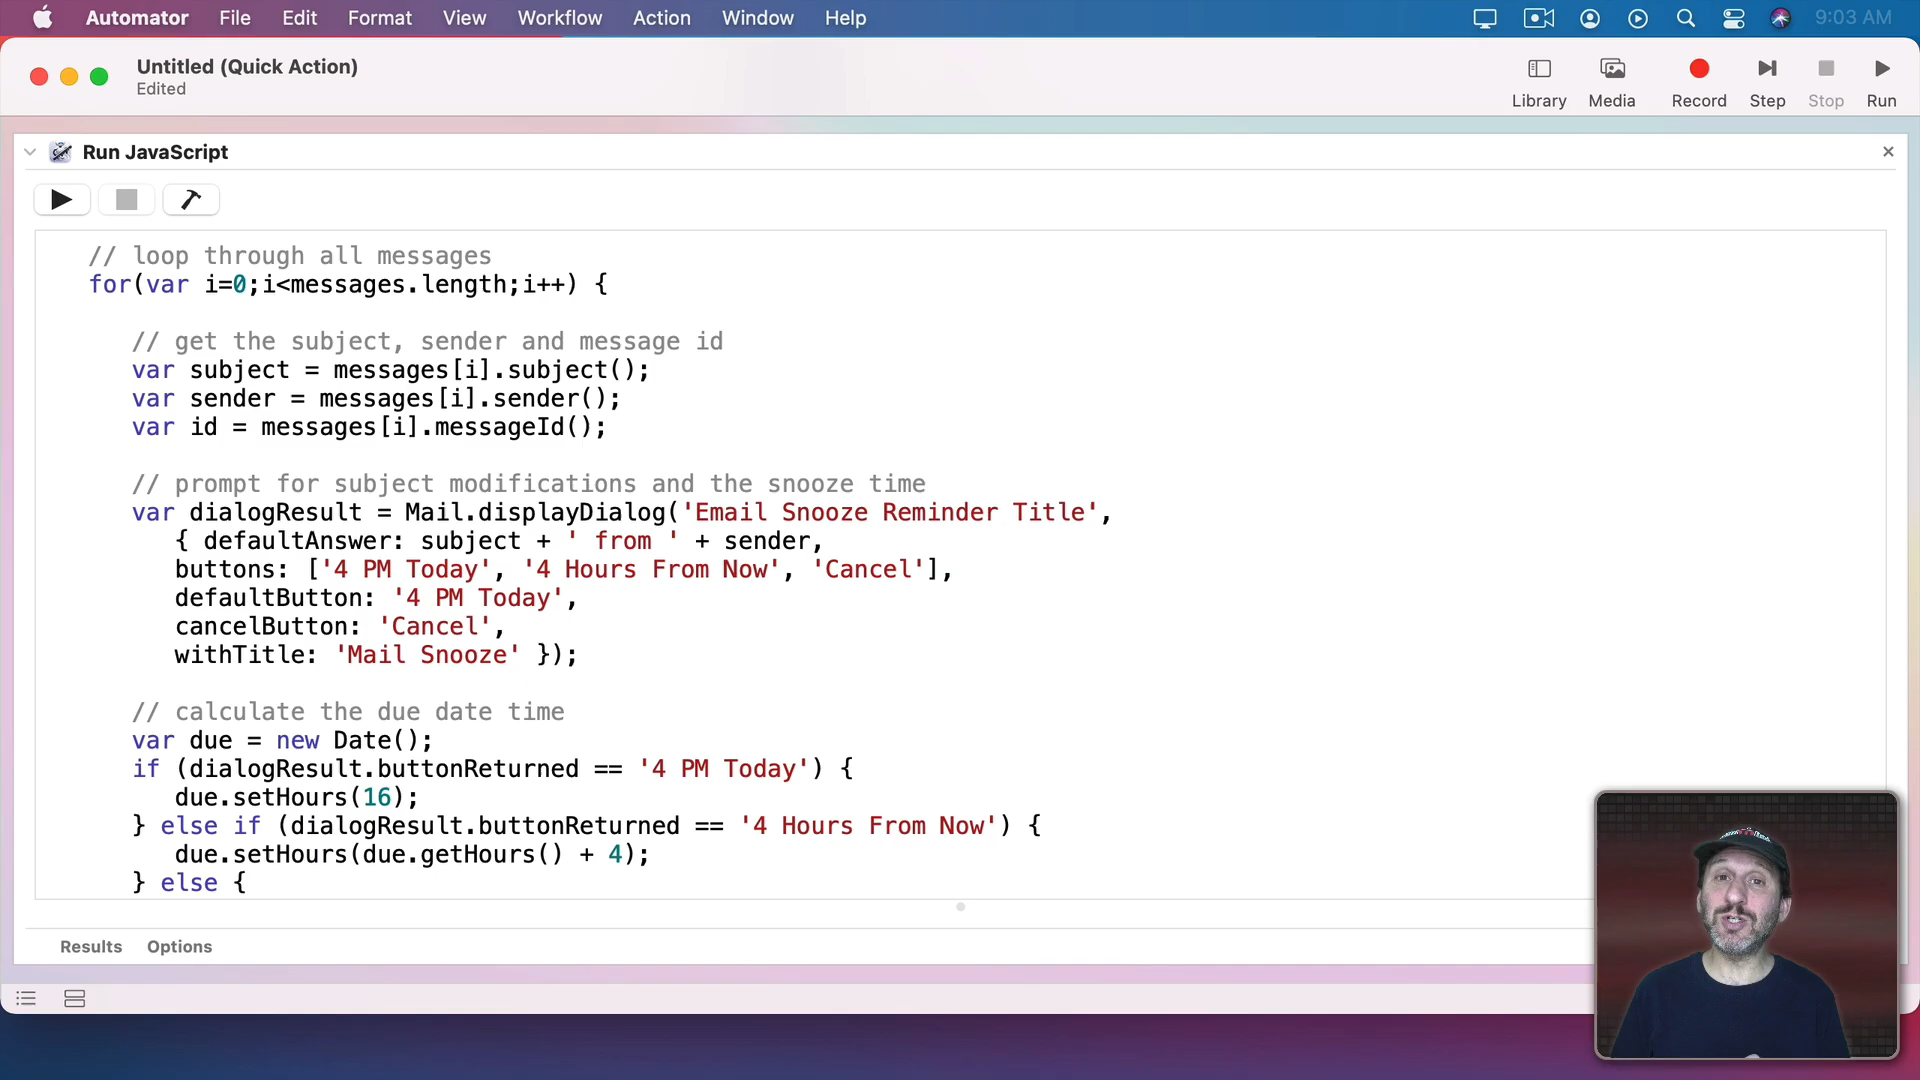 Automator File Edit Format View Workflow Action Window Help 9:03 AM
Untitled (Quick Action)
Edited
Library Media Record Step Stop Run
Run JavaScript
// loop through all messages
for(var i=0;i<messages.length;i++) {
// get the subject, sender and message id
var subject = messages[i].subject();
var sender = messages[i].sender();
var id = messages[i].messageId();
// prompt for subject modifications and the snooze time
var dialogResult = Mail.displayDialog('Email Snooze Reminder Title',
{ defaultAnswer: subject + ' from ' + sender,
buttons: ['4 PM Today', '4 Hours From Now', 'Cancel'],
defaultButton: '4 PM Today',
cancelButton: 'Cancel',
withTitle: 'Mail Snooze' });
// calculate the due date time
var due = new Date();
if (dialogResult.buttonReturned == '4 PM Today') {
due.setHours(16);
} else if (dialogResult.buttonReturned == '4 Hours From Now') {
due.setHours(due.getHours() + 4);
} else {
Results Options